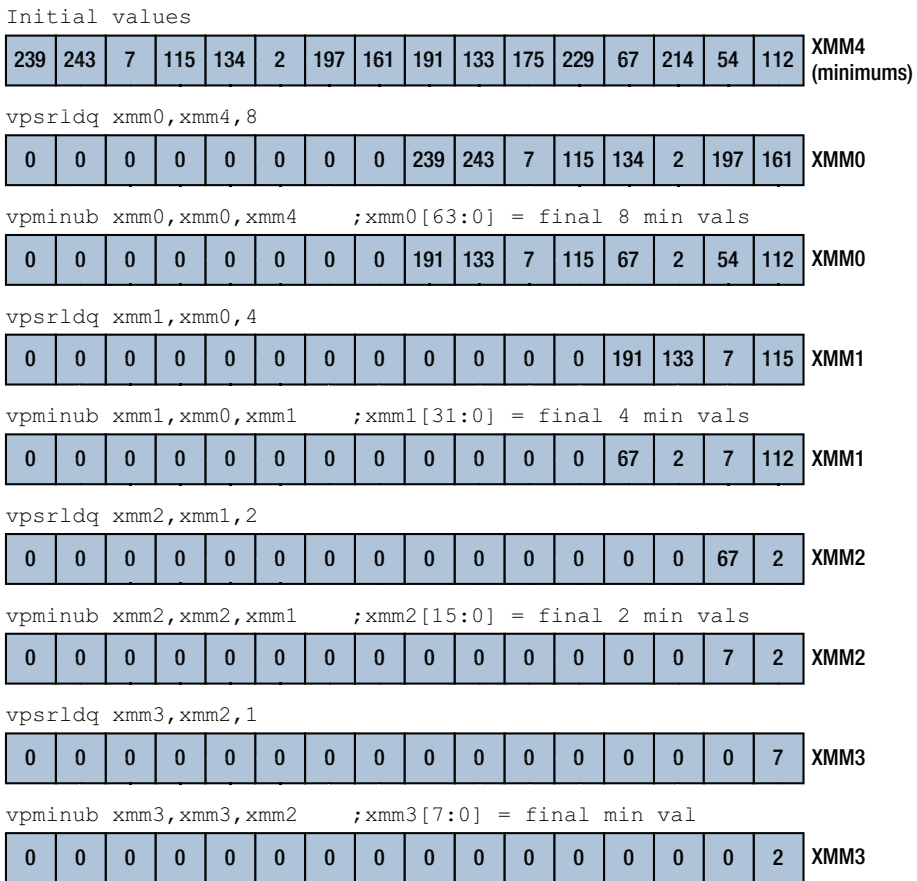 Initial values
239 243 7 115 134 2 197 161 191 133 175 229 67 214 54 112 XMM4 (minimums)
vpsrldq xmm0,xmm4,8
0 0 0 0 0 0 0 0 239 243 7 115 134 2 197 161 XMM0
vpminub xmm0,xmm0,xmm4 ;xmm0[63:0] = final 8 min vals
0 0 0 0 0 0 0 0 191 133 7 115 67 2 54 112 XMM0
vpsrldq xmm1,xmm0,4
0 0 0 0 0 0 0 0 0 0 0 0 191 133 7 115 XMM1
vpminub xmm1,xmm0,xmm1 ;xmm1[31:0] = final 4 min vals
0 0 0 0 0 0 0 0 0 0 0 0 67 2 7 112 XMM1
vpsrldq xmm2,xmm1,2
0 0 0 0 0 0 0 0 0 0 0 0 0 0 67 2 XMM2
vpminub xmm2,xmm2,xmm1 ;xmm2[15:0] = final 2 min vals
0 0 0 0 0 0 0 0 0 0 0 0 0 0 7 2 XMM2
vpsrldq xmm3,xmm2,1
0 0 0 0 0 0 0 0 0 0 0 0 0 0 0 7 XMM3
vpminub xmm3,xmm3,xmm2 ;xmm3[7:0] = final min val
0 0 0 0 0 0 0 0 0 0 0 0 0 0 0 2 XMM3